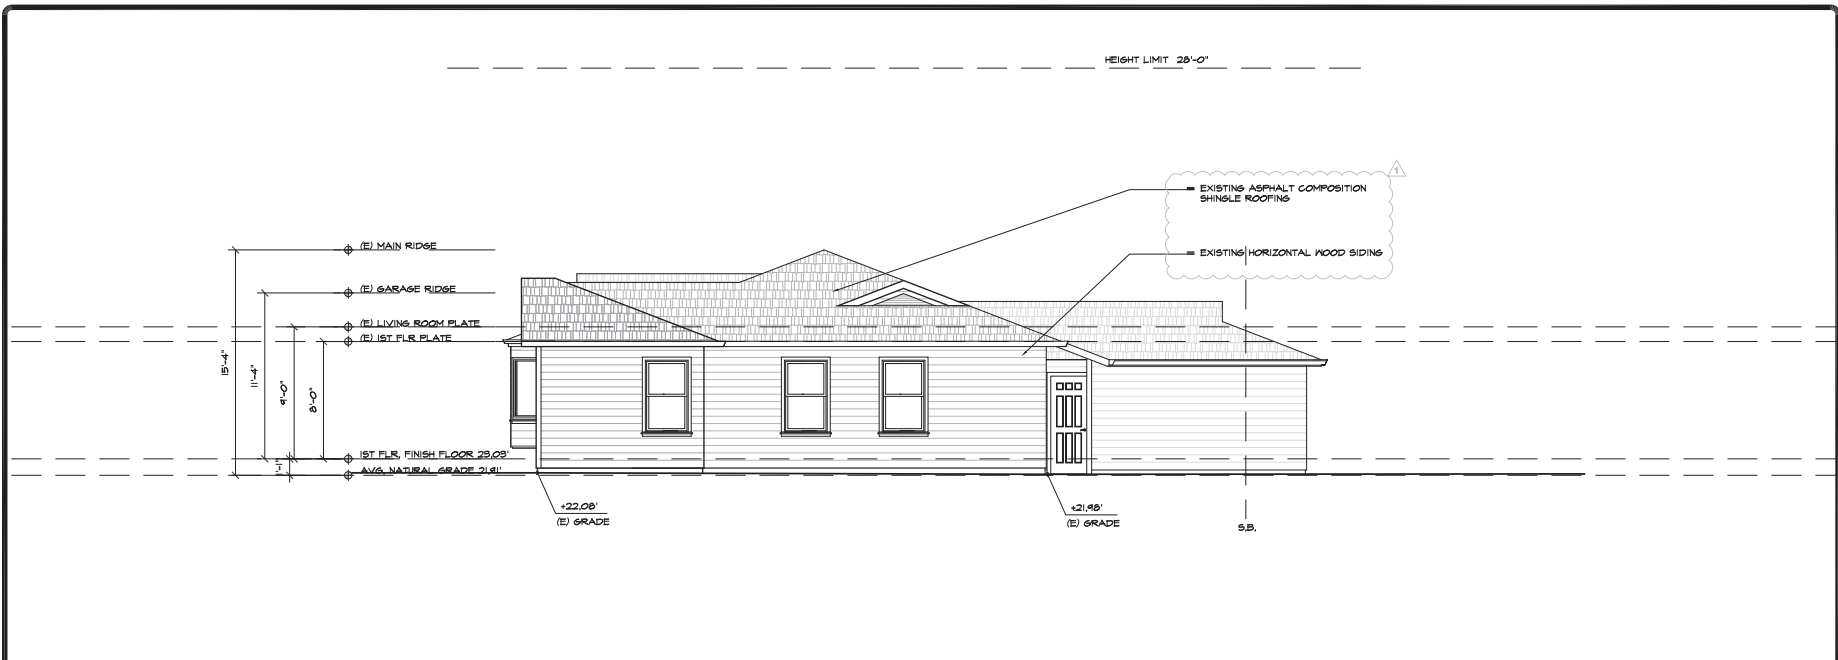 HEIGHT LIMIT 28'-0"
1
EXISTING ASPHALT COMPOSITION
SHINGLE ROOFING
EXISTING HORIZONTAL WOOD SIDING
(E) MAIN RIDGE
(E) GARAGE RIDGE
(E) LIVING ROOM PLATE
(E) 1ST FLR PLATE
15'-4"
11'-4"
9'-0"
8'-0"
1'-1"
1ST FLR. FINISH FLOOR 23.03'
AVG. NATURAL GRADE 21.91'
+22.08'
(E) GRADE
+21.98'
(E) GRADE
S.B.